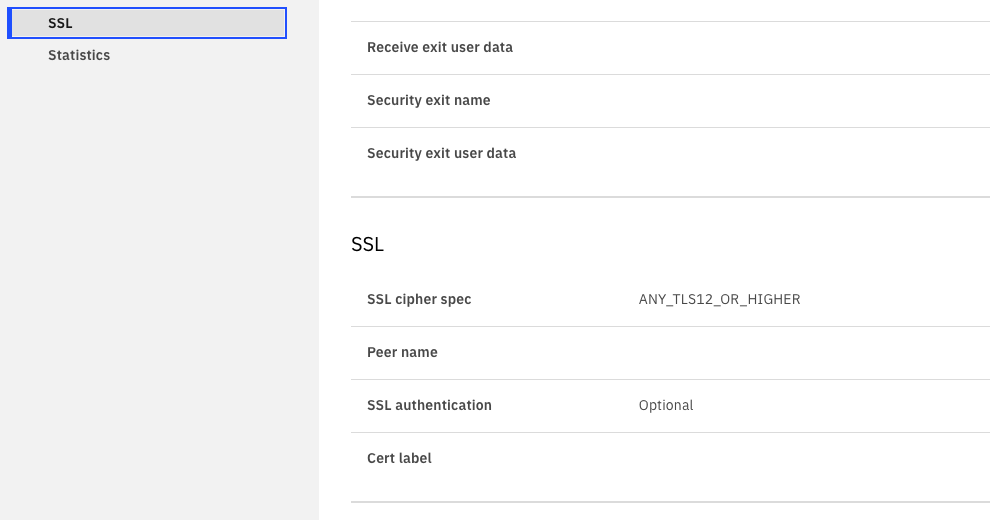 SSL
Statistics
Receive exit user data
Security exit name
Security exit user data
SSL
SSL cipher spec ANY_TLS12_OR_HIGHER
Peer name
SSL authentication Optional
Cert label